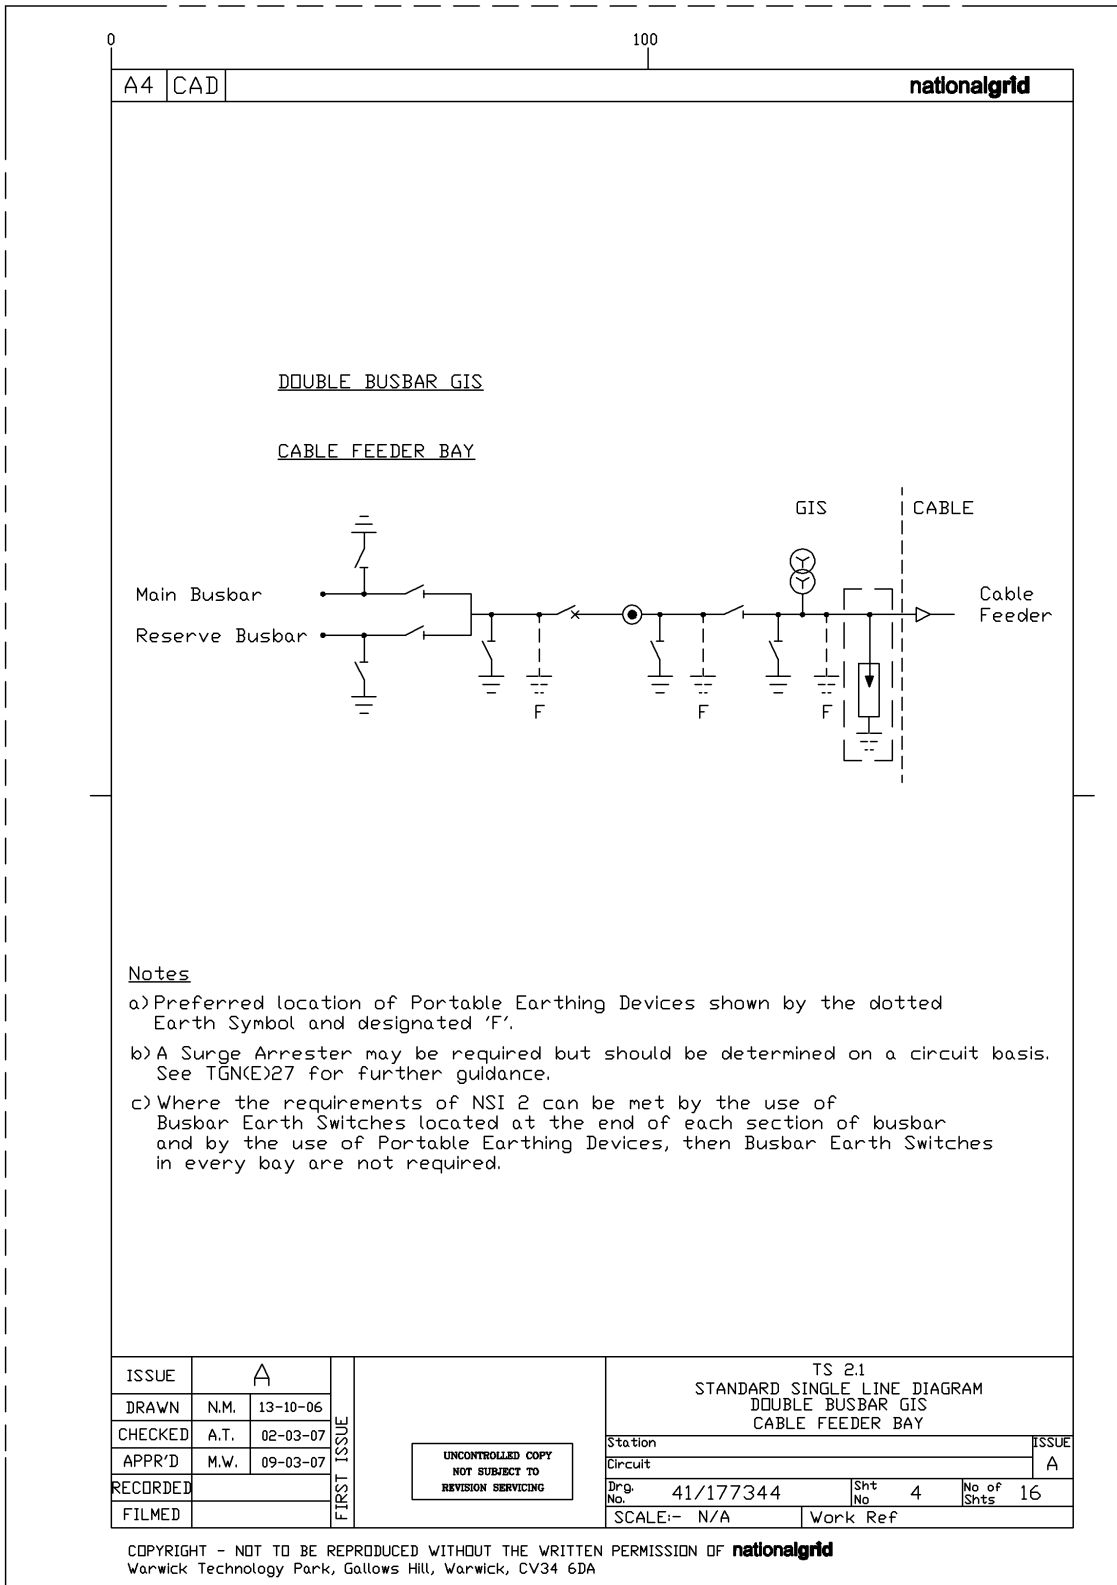 0
100
A4 CAD nationalgrid
DOUBLE BUSBAR GIS
CABLE FEEDER BAY
GIS CABLE
Main Busbar
Cable
Feeder
Reserve Busbar
F F F
Notes
a) Preferred location of Portable Earthing Devices shown by the dotted
Earth Symbol and designated 'F'.
b) A Surge Arrester may be required but should be determined on a circuit basis.
See TGN(E)27 for further guidance.
c) Where the requirements of NSI 2 can be met by the use of
Busbar Earth Switches located at the end of each section of busbar
and by the use of Portable Earthing Devices, then Busbar Earth Switches
in every bay are not required.
ISSUE A
DRAWN N.M. 13-10-06
CHECKED A.T. 02-03-07
APPR'D M.W. 09-03-07
RECORDED
FILMED
FIRST ISSUE
UNCONTROLLED COPY
NOT SUBJECT TO
REVISION SERVICING
TS 2.1
STANDARD SINGLE LINE DIAGRAM
DOUBLE BUSBAR GIS
CABLE FEEDER BAY
Station
Circuit
ISSUE
A
Drg. No. 41/177344 Sht No 4 No of Shts 16
SCALE:- N/A Work Ref
COPYRIGHT - NOT TO BE REPRODUCED WITHOUT THE WRITTEN PERMISSION OF nationalgrid
Warwick Technology Park, Gallows Hill, Warwick, CV34 6DA